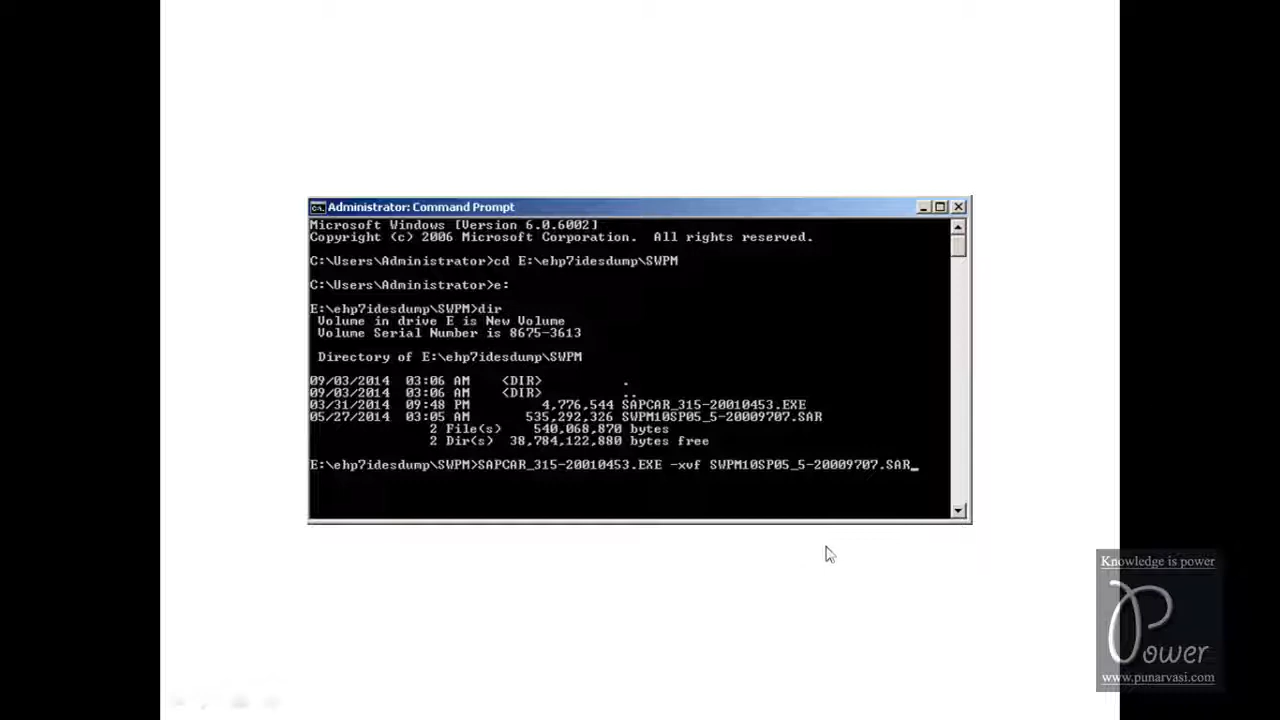 Administrator: Command Prompt
Microsoft Windows [Version 6.0.6002]
Copyright (c) 2006 Microsoft Corporation.  All rights reserved.
C:\Users\Administrator>cd E:\ehp7idesdump\SWPM
C:\Users\Administrator>e:
E:\ehp7idesdump\SWPM>dir
 Volume in drive E is New Volume
 Volume Serial Number is 8675-3613
 Directory of E:\ehp7idesdump\SWPM
09/03/2014  03:06 AM    <DIR>          .
09/03/2014  03:06 AM    <DIR>          ..
03/31/2014  09:48 PM         4,776,544 SAPCAR_315-20010453.EXE
05/27/2014  03:05 AM       535,292,326 SWPM10SP05_5-20009707.SAR
               2 File(s)    540,068,870 bytes
               2 Dir(s)  38,784,122,880 bytes free
E:\ehp7idesdump\SWPM>SAPCAR_315-20010453.EXE -xvf SWPM10SP05_5-20009707.SAR_
Knowledge is power
Power
www.punarvasi.com